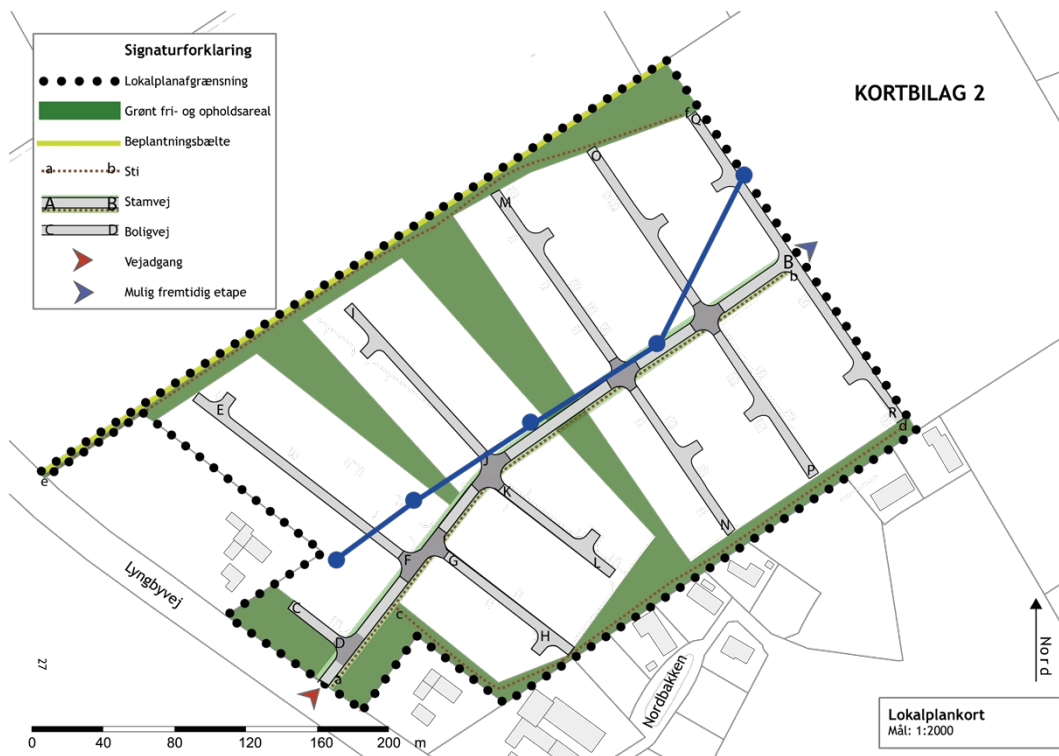 Signaturforklaring
Lokalplanafgrænsning
Grønt fri- og opholdsareal
Beplantningsbælte
a b Sti
A B Stamvej
C D Boligvej
Vejadgang
Mulig fremtidig etape
KORTBILAG 2
f Q
O
M
B
b
I
E
J
K
R
d
P
N
L
F
G
C
c
H
D
a
e
Lyngbyvej
Nordbakken
Nord
27
0 40 80 120 160 200 m
Lokalplankort
Mål: 1:2000